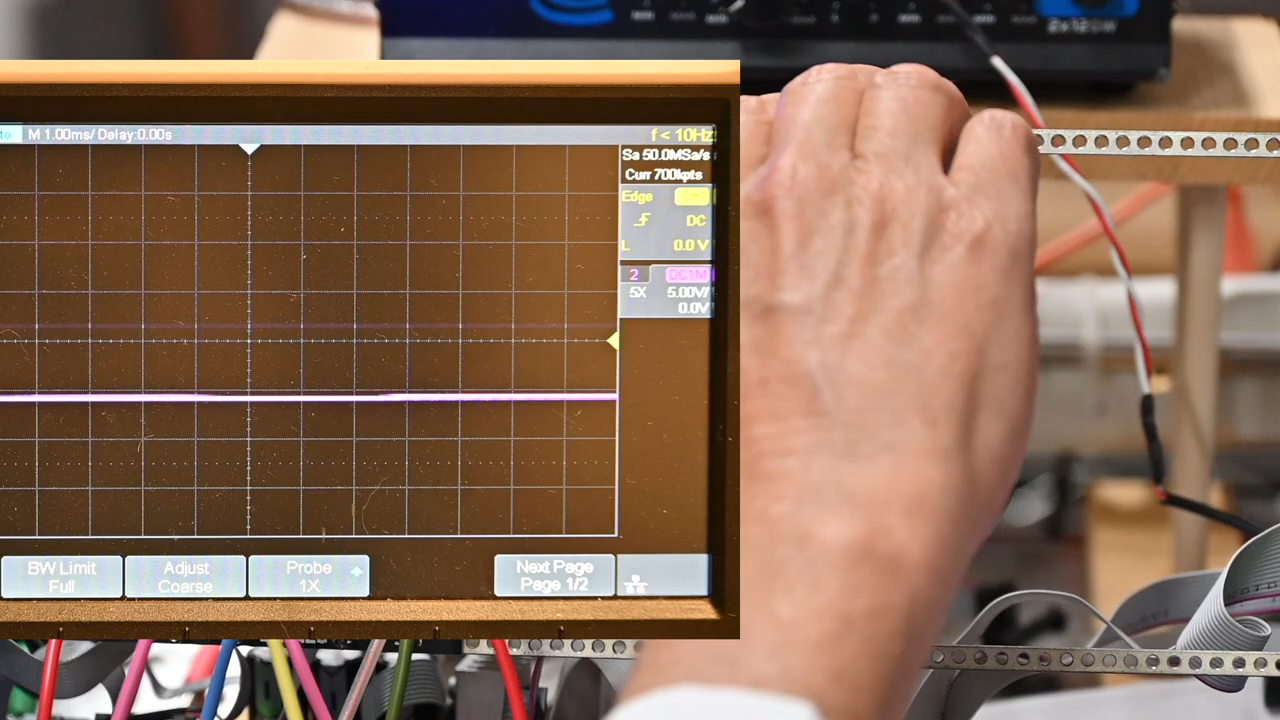 M 1.00ms/ Delay:0.00s
f < 10Hz
Sa 50.0MSa/s
Curr 700kpts
Edge
DC
L 0.0 V
2 DC1M
5X 5.00V/
0.0V
BW Limit
Full
Adjust
Coarse
Probe
1X
Next Page
Page 1/2